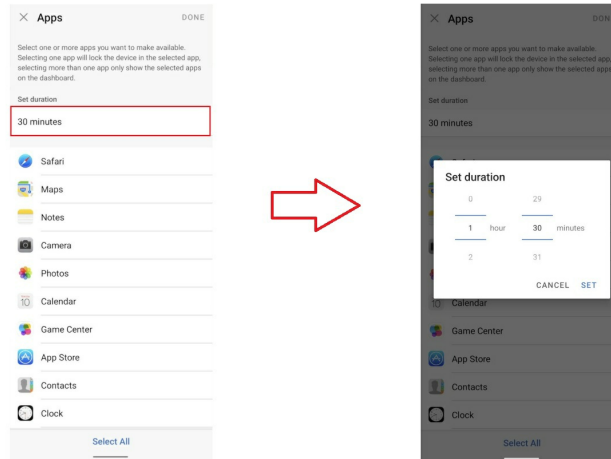 Apps
DONE
Select one or more apps you want to make available.
Selecting one app will lock the device in the selected app,
selecting more than one app only show the selected apps
on the dashboard.
Set duration
30 minutes
Safari
Maps
Notes
Camera
Photos
10 Calendar
Game Center
App Store
Contacts
Clock
Select All
Apps
DON
Select one or more apps you want to make available.
Selecting one app will lock the device in the selected app,
selecting more than one app only show the selected apps
on the dashboard.
Set duration
30 minutes
Set duration
0 29
1 hour 30 minutes
2 31
CANCEL SET
10 Calendar
Game Center
App Store
Contacts
Clock
Select All